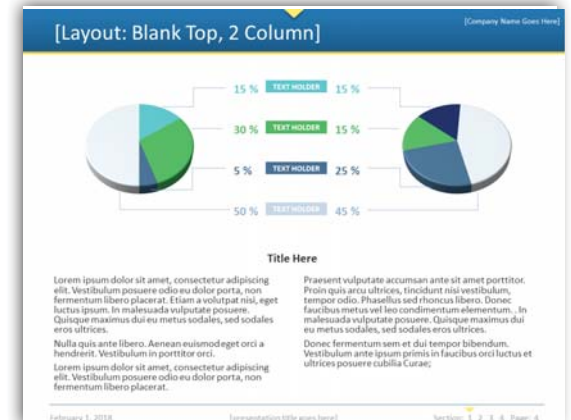 [Company Name Goes Here]
[Layout: Blank Top, 2 Column]
15 % TEXT HOLDER 15 %
30 % TEXT HOLDER 15 %
5 % TEXT HOLDER 25 %
50 % TEXT HOLDER 45 %
Title Here
Lorem ipsum dolor sit amet, consectetur adipiscing
elit. Vestibulum posuere odio eu dolor porta, non
fermentum libero placerat. Etiam a volutpat nisi, eget
luctus ipsum. In malesuada vulputate posuere.
Quisque maximus dui eu metus sodales, sed sodales
eros ultrices.
Nulla quis ante libero. Aenean euismod eget orci a
hendrerit. Vestibulum in porttitor orci.
Lorem ipsum dolor sit amet, consectetur adipiscing
elit. Vestibulum posuere odio eu dolor porta, non
fermentum libero placerat.
Praesent vulputate accumsan ante sit amet porttitor.
Proin quis arcu ultrices, tincidunt nisi vestibulum,
tempor odio. Phasellus sed rhoncus libero. Donec
faucibus metus vel leo condimentum elementum. . In
malesuada vulputate posuere. Quisque maximus dui
eu metus sodales, sed sodales eros ultrices.
Donec fermentum sem et dui tempor bibendum.
Vestibulum ante ipsum primis in faucibus orci luctus et
ultrices posuere cubilia Curae;
February 1, 2018 [presentation title goes here] Section: 1 2 3 4 Page: 4